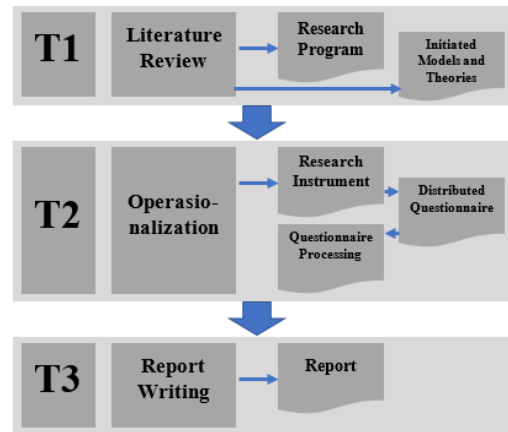 T1
Literature
Review
Research
Program
Initiated
Models and
Theories
T2
Operasio-
nalization
Research
Instrument
Distributed
Questionnaire
Questionnaire
Processing
T3
Report
Writing
Report